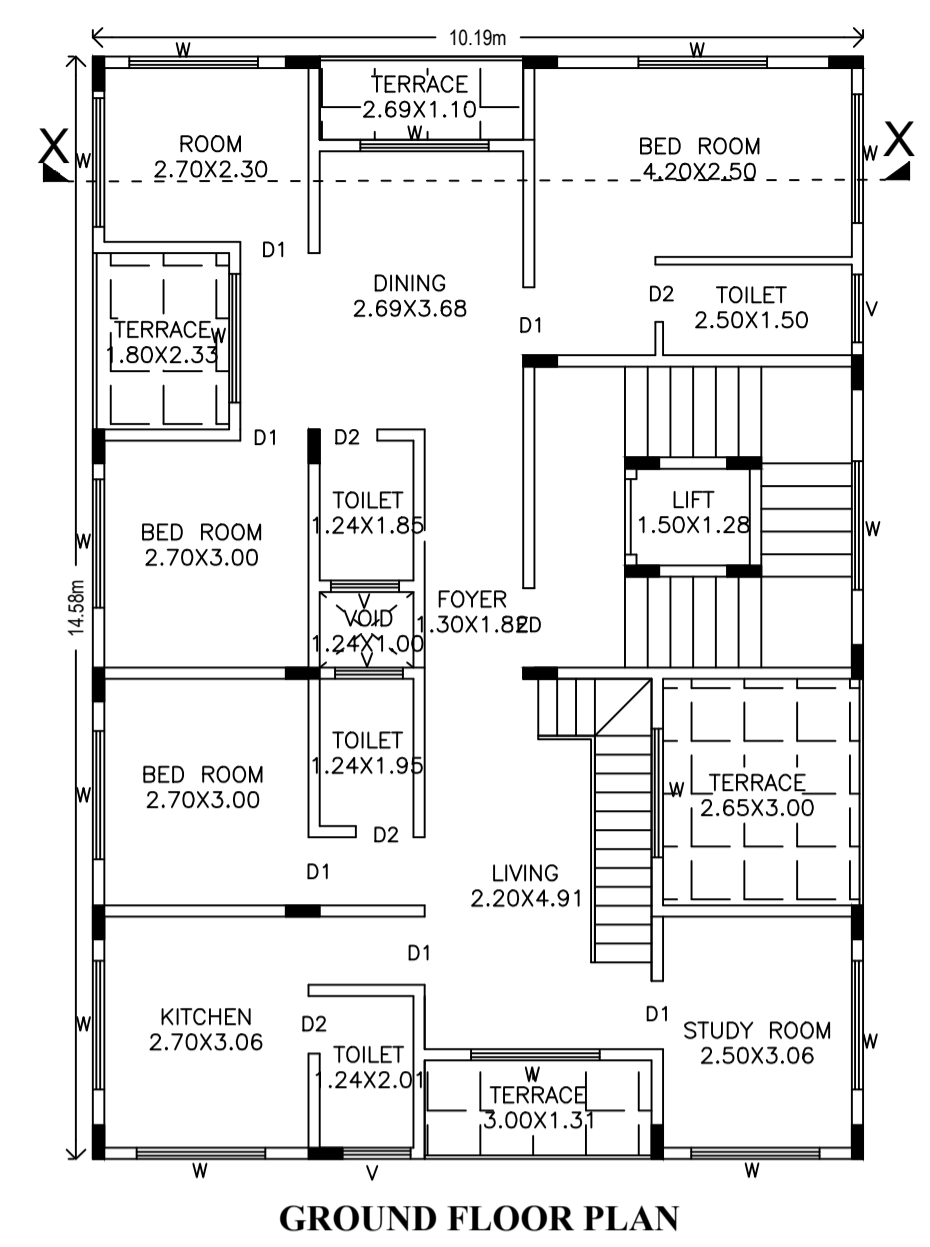 10.19m
W
W
TERRACE
2.69X1.10
W
X
X
W
ROOM
2.70X2.30
BED ROOM
4.20X2.50
W
D1
DINING
2.69X3.68
D2
TOILET
2.50X1.50
V
D1
TERRACE
W
1.80X2.33
D1
D2
TOILET
1.24X1.85
LIFT
1.50X1.28
W
BED ROOM
2.70X3.00
W
14.58m
V
VOID
1.24X1.00
V
FOYER
1.30X1.82
ED
TOILET
1.24X1.95
BED ROOM
2.70X3.00
W
TERRACE
W
2.65X3.00
D2
D1
LIVING
2.20X4.91
D1
KITCHEN
2.70X3.06
W
D2
D1
STUDY ROOM
2.50X3.06
W
TOILET
1.24X2.01
W
TERRACE
3.00X1.31
W
V
W
GROUND FLOOR PLAN